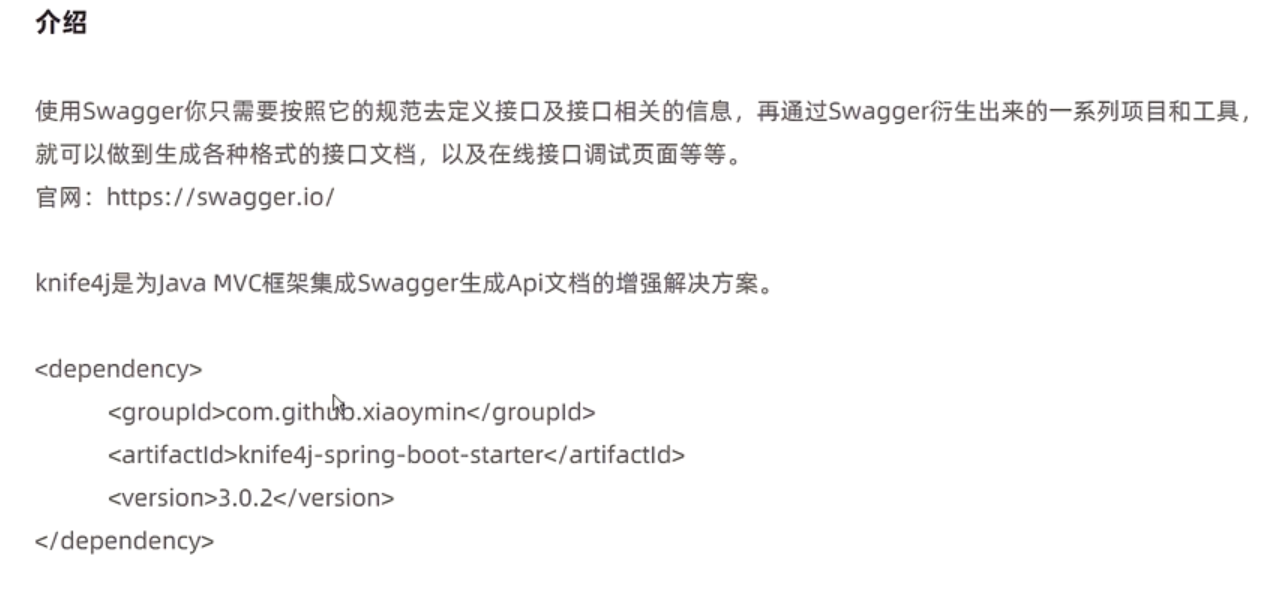 介绍
使用Swagger你只需要按照它的规范去定义接口及接口相关的信息，再通过Swagger衍生出来的一系列项目和工具，
就可以做到生成各种格式的接口文档，以及在线接口调试页面等等。
官网：https://swagger.io/
knife4j是为Java MVC框架集成Swagger生成Api文档的增强解决方案。
<dependency>
<groupId>com.github.xiaoymin</groupId>
<artifactId>knife4j-spring-boot-starter</artifactId>
<version>3.0.2</version>
</dependency>